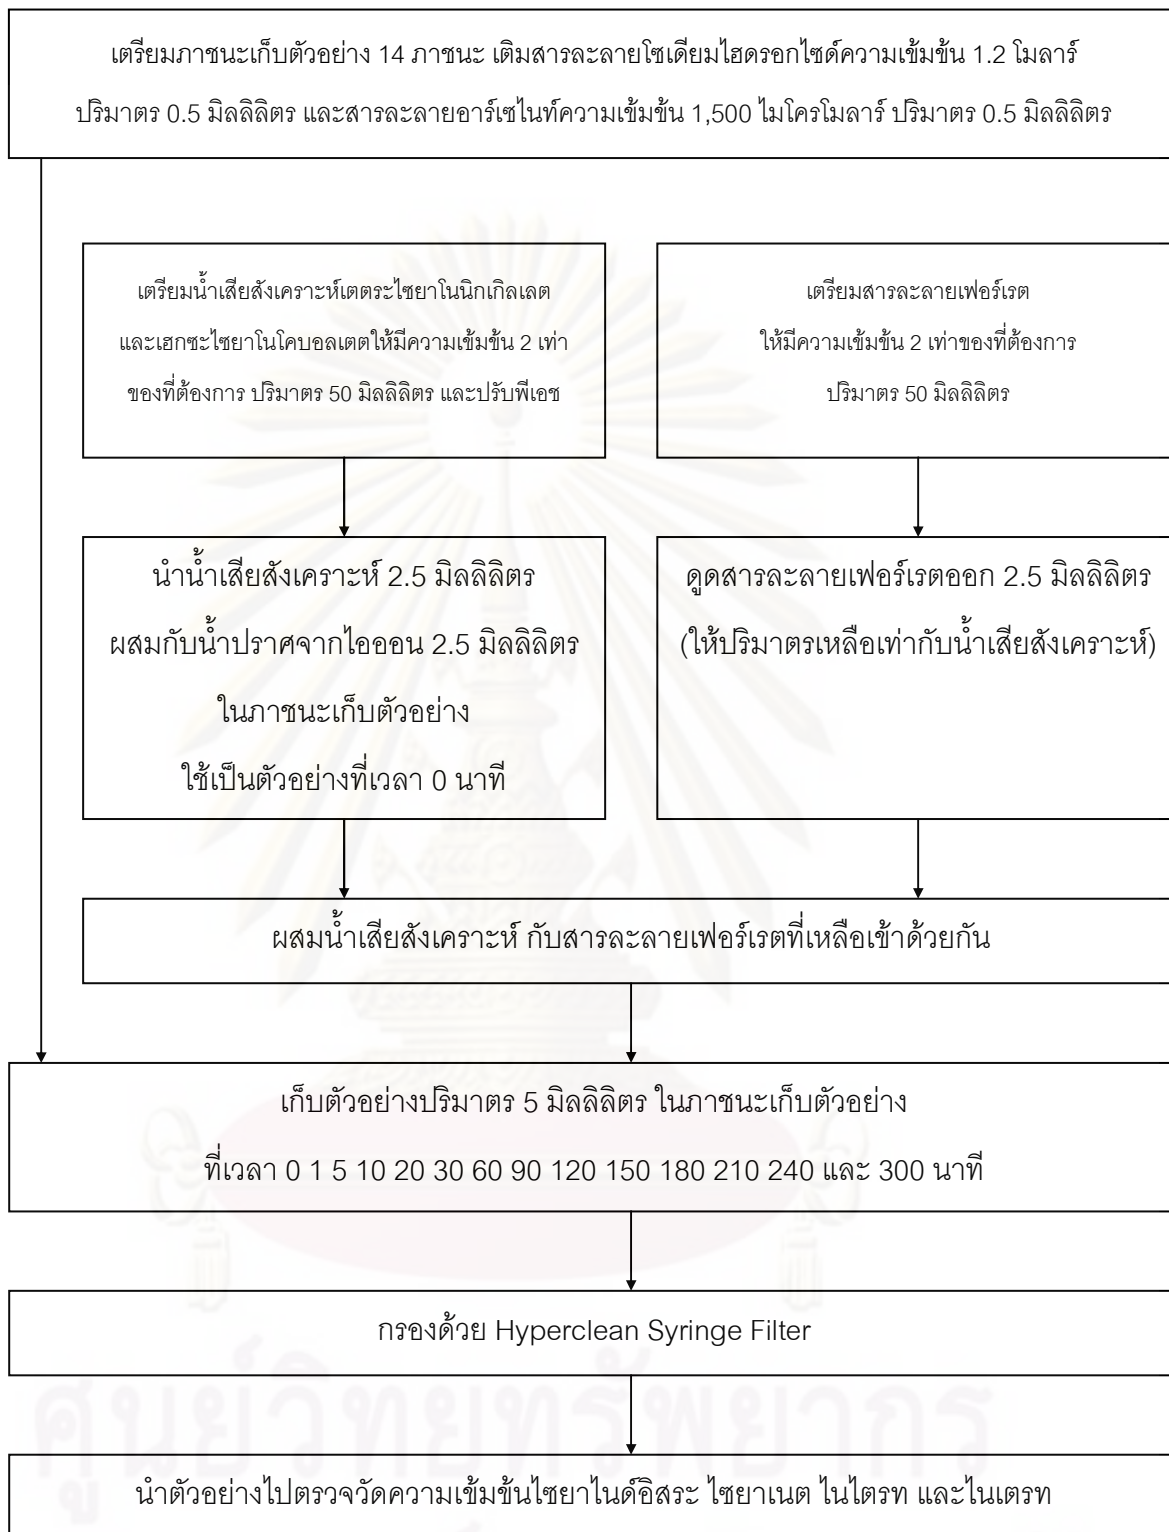 เตรียมภาชนะเก็บตัวอย่าง 14 ภาชนะ เติมสารละลายโซเดียมไฮดรอกไซด์ความเข้มข้น 1.2 โมลาร์
ปริมาตร 0.5 มิลลิลิตร และสารละลายอาร์เซไนท์ความเข้มข้น 1,500 ไมโครโมลาร์ ปริมาตร 0.5 มิลลิลิตร
เตรียมน้ำเสียสังเคราะห์เตตระไซยาโนนิกเกิลเลต
และเฮกซะไซยาโนโคบอลเตตให้มีความเข้มข้น 2 เท่า
ของที่ต้องการ ปริมาตร 50 มิลลิลิตร และปรับพีเอช
เตรียมสารละลายเฟอร์เรต
ให้มีความเข้มข้น 2 เท่าของที่ต้องการ
ปริมาตร 50 มิลลิลิตร
นำน้ำเสียสังเคราะห์ 2.5 มิลลิลิตร
ผสมกับน้ำปราศจากไอออน 2.5 มิลลิลิตร
ในภาชนะเก็บตัวอย่าง
ใช้เป็นตัวอย่างที่เวลา 0 นาที
ดูดสารละลายเฟอร์เรตออก 2.5 มิลลิลิตร
(ให้ปริมาตรเหลือเท่ากับน้ำเสียสังเคราะห์)
ผสมน้ำเสียสังเคราะห์ กับสารละลายเฟอร์เรตที่เหลือเข้าด้วยกัน
เก็บตัวอย่างปริมาตร 5 มิลลิลิตร ในภาชนะเก็บตัวอย่าง
ที่เวลา 0 1 5 10 20 30 60 90 120 150 180 210 240 และ 300 นาที
กรองด้วย Hyperclean Syringe Filter
ศูนย์วิทยทรัพยากร
นำตัวอย่างไปตรวจวัดความเข้มข้นไซยาไนด์อิสระ ไซยาเนต ไนไตรท และไนเตรท